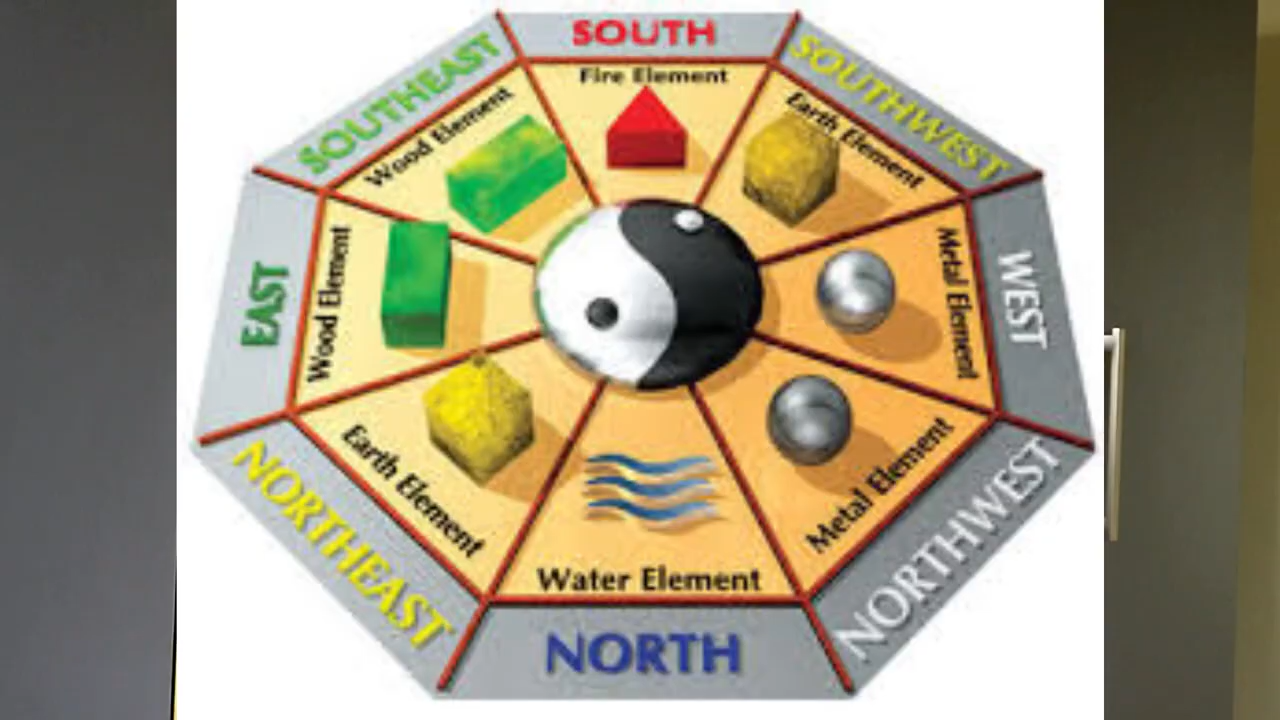 SOUTH
Fire Element
SOUTHWEST
Earth Element
WEST
Metal Element
NORTHWEST
Metal Element
NORTH
Water Element
NORTHEAST
Earth Element
EAST
Wood Element
SOUTHEAST
Wood Element